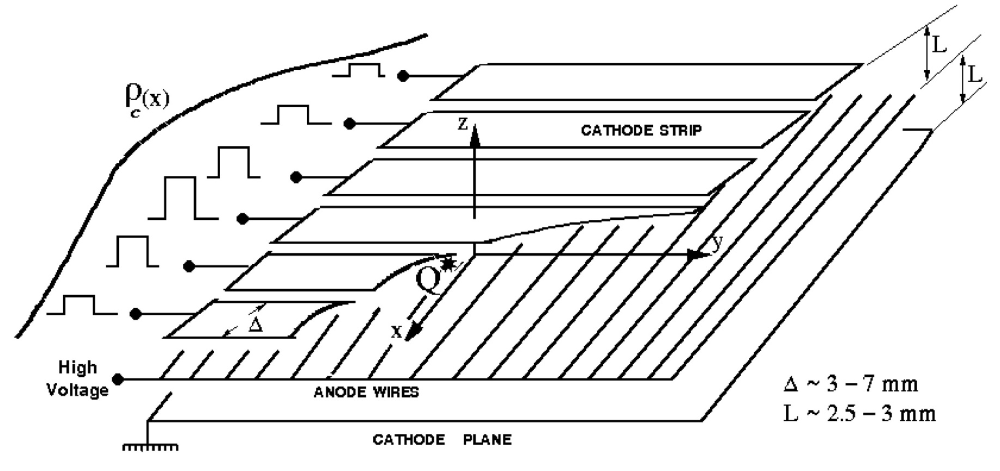 L
L
ρc(x)
z
CATHODE STRIP
y
Q
x
Δ
High
Voltage
ANODE WIRES
Δ ~ 3 – 7 mm
L ~ 2.5 – 3 mm
CATHODE PLANE